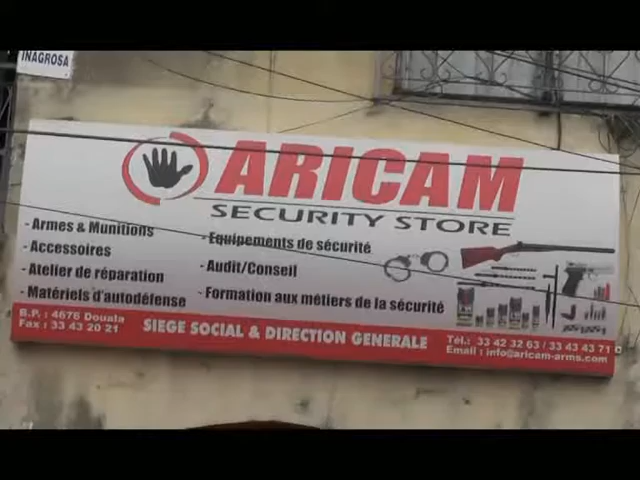 INAGROSA
ARICAM
SECURITY STORE
- Armes & Munitions
- Accessoires
- Atelier de réparation
- Matériels d'autodéfense
- Equipements de sécurité
- Audit/Conseil
- Formation aux métiers de la sécurité
B.P. : 4676 Douala
Fax : 33 43 20 21
SIEGE SOCIAL & DIRECTION GENERALE
Tél.: 33 42 32 63 / 33 43 43 71
Email : info@aricam-arms.com